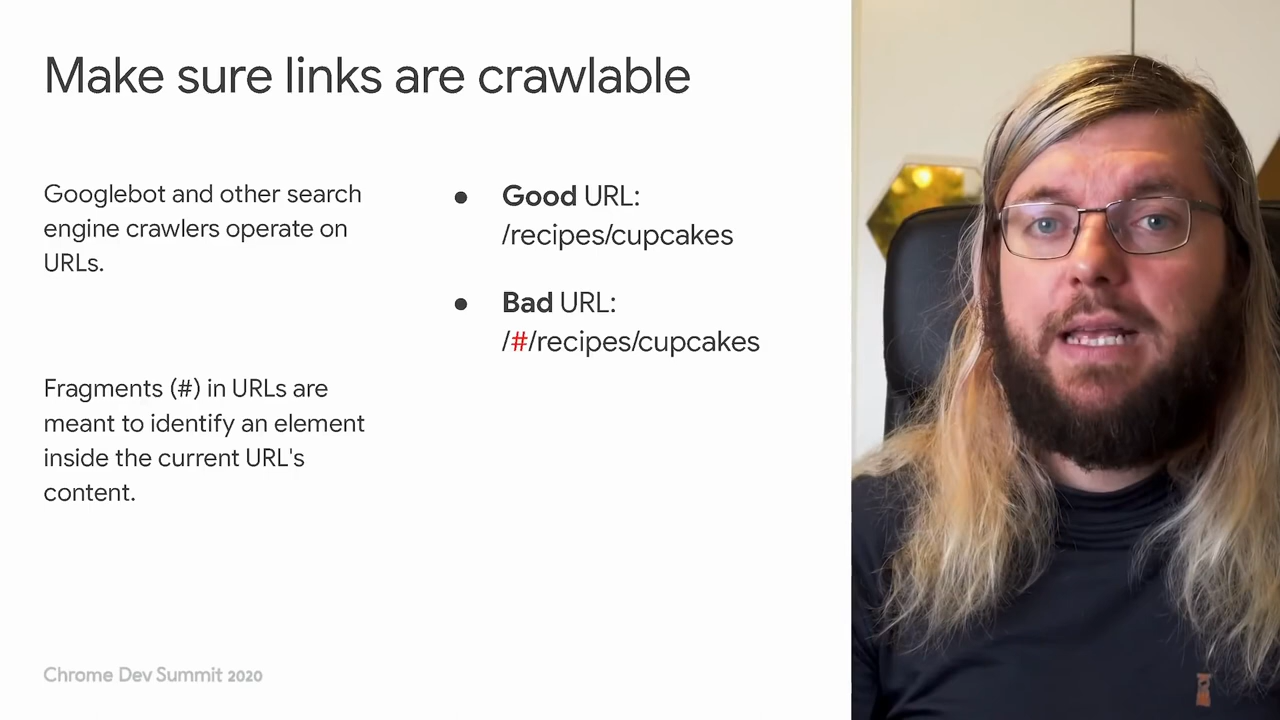 Make sure links are crawlable
Googlebot and other search
engine crawlers operate on
URLs.
Fragments (#) in URLs are
meant to identify an element
inside the current URL's
content.
● Good URL:
/recipes/cupcakes
● Bad URL:
/#/recipes/cupcakes
Chrome Dev Summit 2020